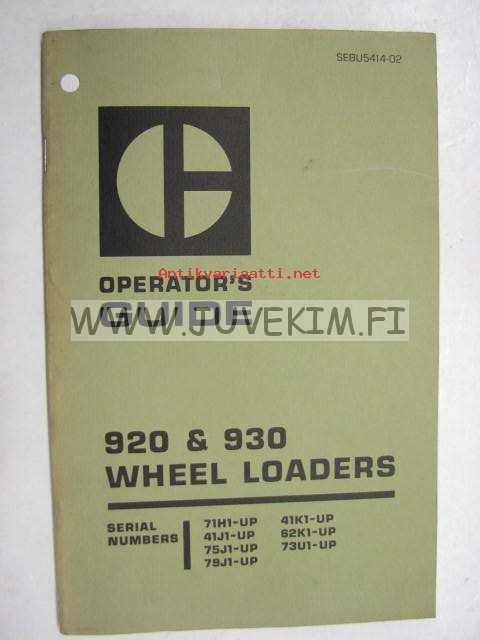 SEBU5414-02
Antikvariaatti.net
OPERATOR'S
GUIDE
WWW.JUVEKIM.FI
920 & 930
WHEEL LOADERS
SERIAL NUMBERS
71H1-UP 41K1-UP
41J1-UP 62K1-UP
75J1-UP 73U1-UP
79J1-UP